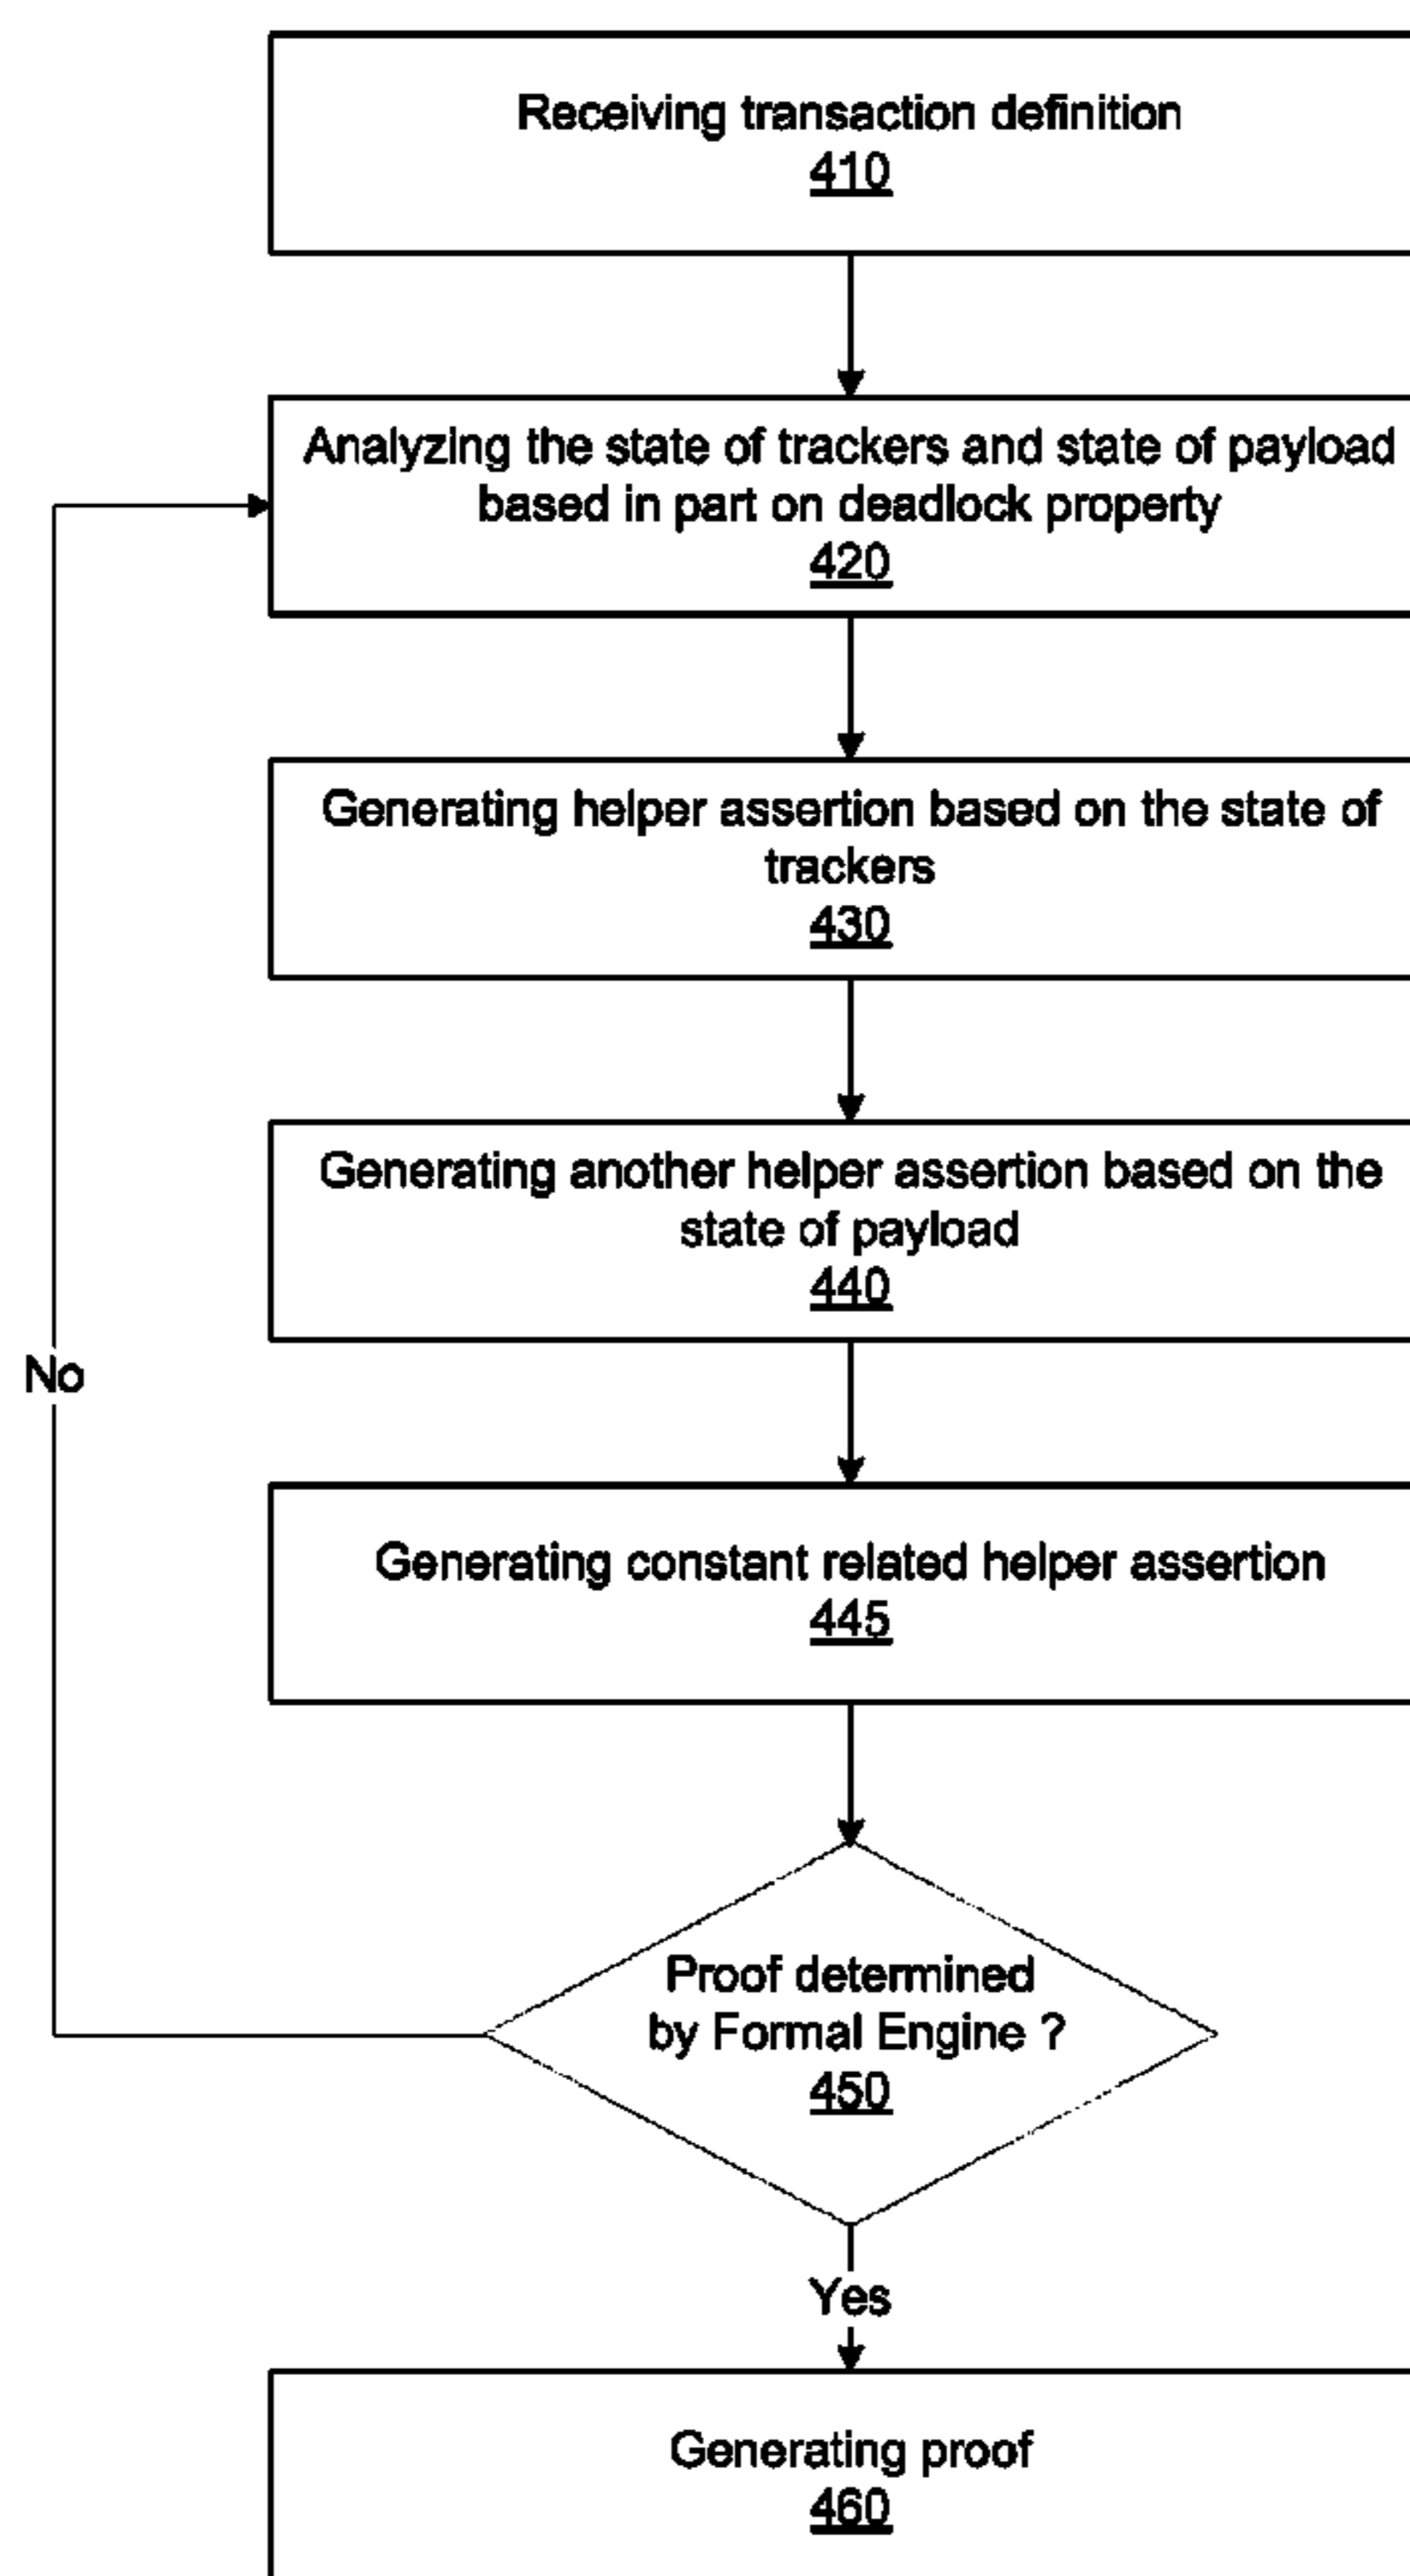 Receiving transaction definition
410
Analyzing the state of trackers and state of payload
based in part on deadlock property
420
Generating helper assertion based on the state of
trackers
430
Generating another helper assertion based on the
state of payload
440
No
Generating constant related helper assertion
445
Proof determined
by Formal Engine ?
450
Yes
Generating proof
460